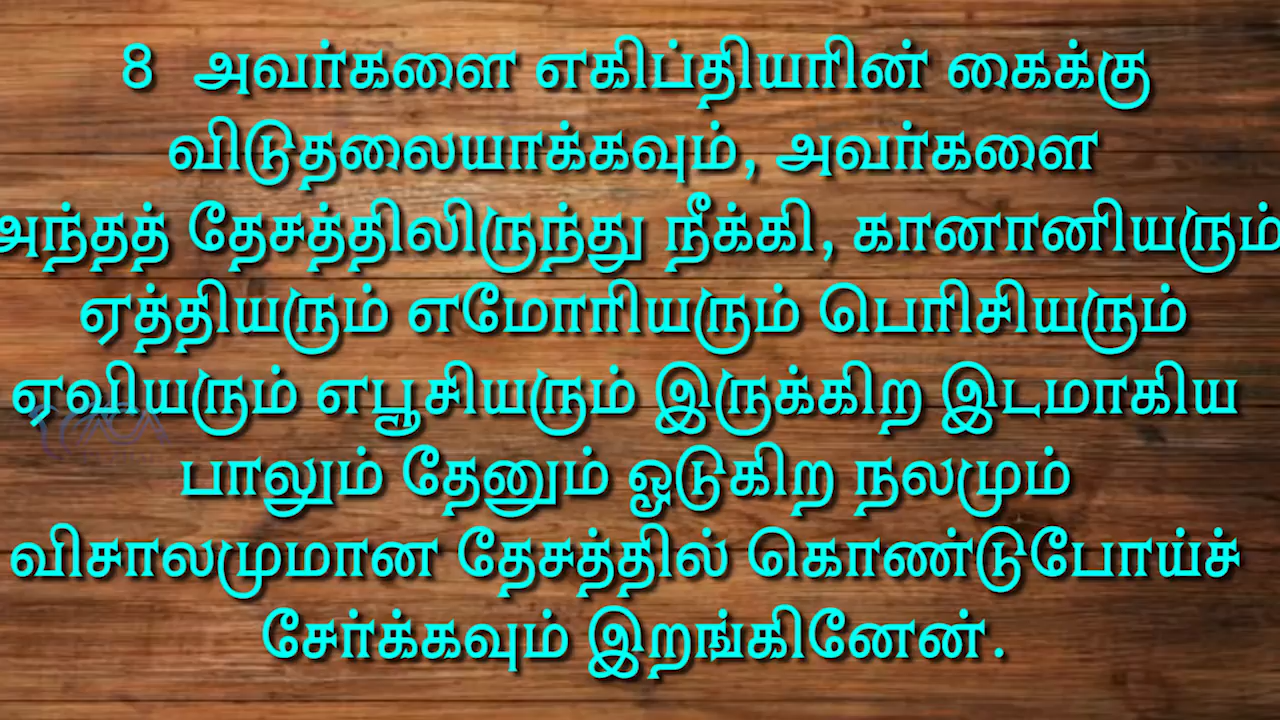 8 அவர்களை எகிப்தியரின் கைக்கு
விடுதலையாக்கவும், அவர்களை
அந்தத் தேசத்திலிருந்து நீக்கி, கானானியரும்
ஏத்தியரும் எமோரியரும் பெரிசியரும்
ஏவியரும் எபூசியரும் இருக்கிற இடமாகிய
பாலும் தேனும் ஓடுகிற நலமும்
விசாலமுமான தேசத்தில் கொண்டுபோய்ச்
சேர்க்கவும் இறங்கினேன்.